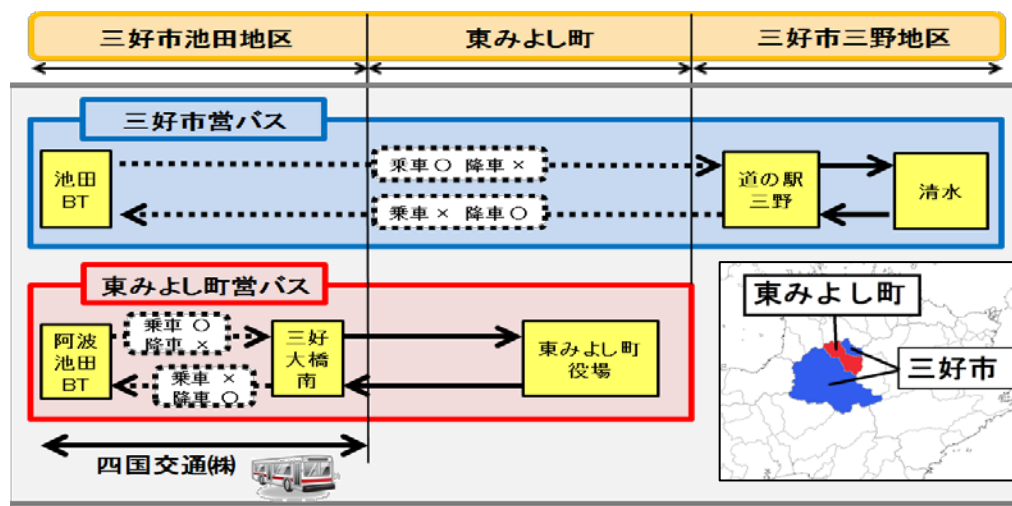 三好市池田地区
東みよし町
三好市三野地区
三好市営バス
池田
BT
乗車 〇 降車 ×
乗車 × 降車 〇
道の駅
三野
清水
東みよし町営バス
阿波
池田
BT
乗車 〇
降車 ×
乗車 ×
降車 〇
三好
大橋
南
東みよし町
役場
四国交通㈱
東みよし町
三好市